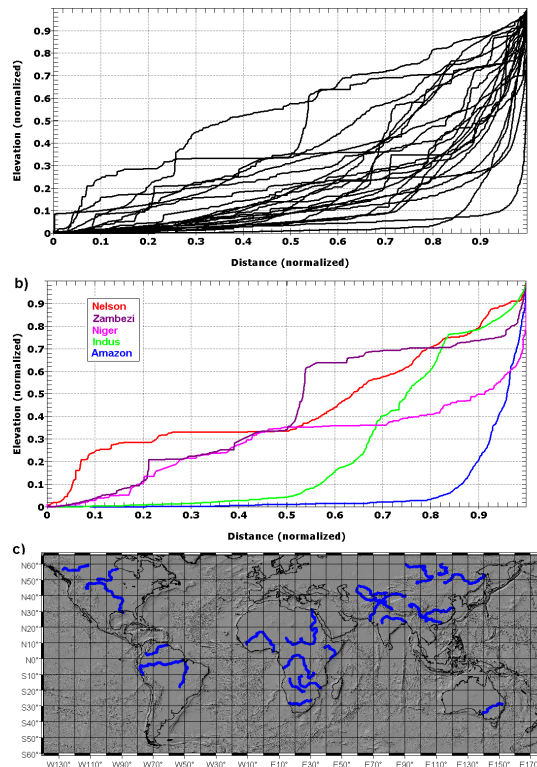 0.9
0.8
0.7
0.6
0.5
0.4
0.3
0.2
0.1
0
Elevation (normalized)
0 0.1 0.2 0.3 0.4 0.5 0.6 0.7 0.8 0.9
Distance (normalized)
b)
0.9
0.8
0.7
0.6
0.5
0.4
0.3
0.2
0.1
0
Elevation (normalized)
Nelson
Zambezi
Niger
Indus
Amazon
0 0.1 0.2 0.3 0.4 0.5 0.6 0.7 0.8 0.9
Distance (normalized)
c)
N60°
N50°
N40°
N30°
N20°
N10°
N0°
S10°
S20°
S30°
S40°
S50°
S60°
W130° W110° W90° W70° W50° W30° W10° E10° E30° E50° E70° E90° E110° E130° E150° E170